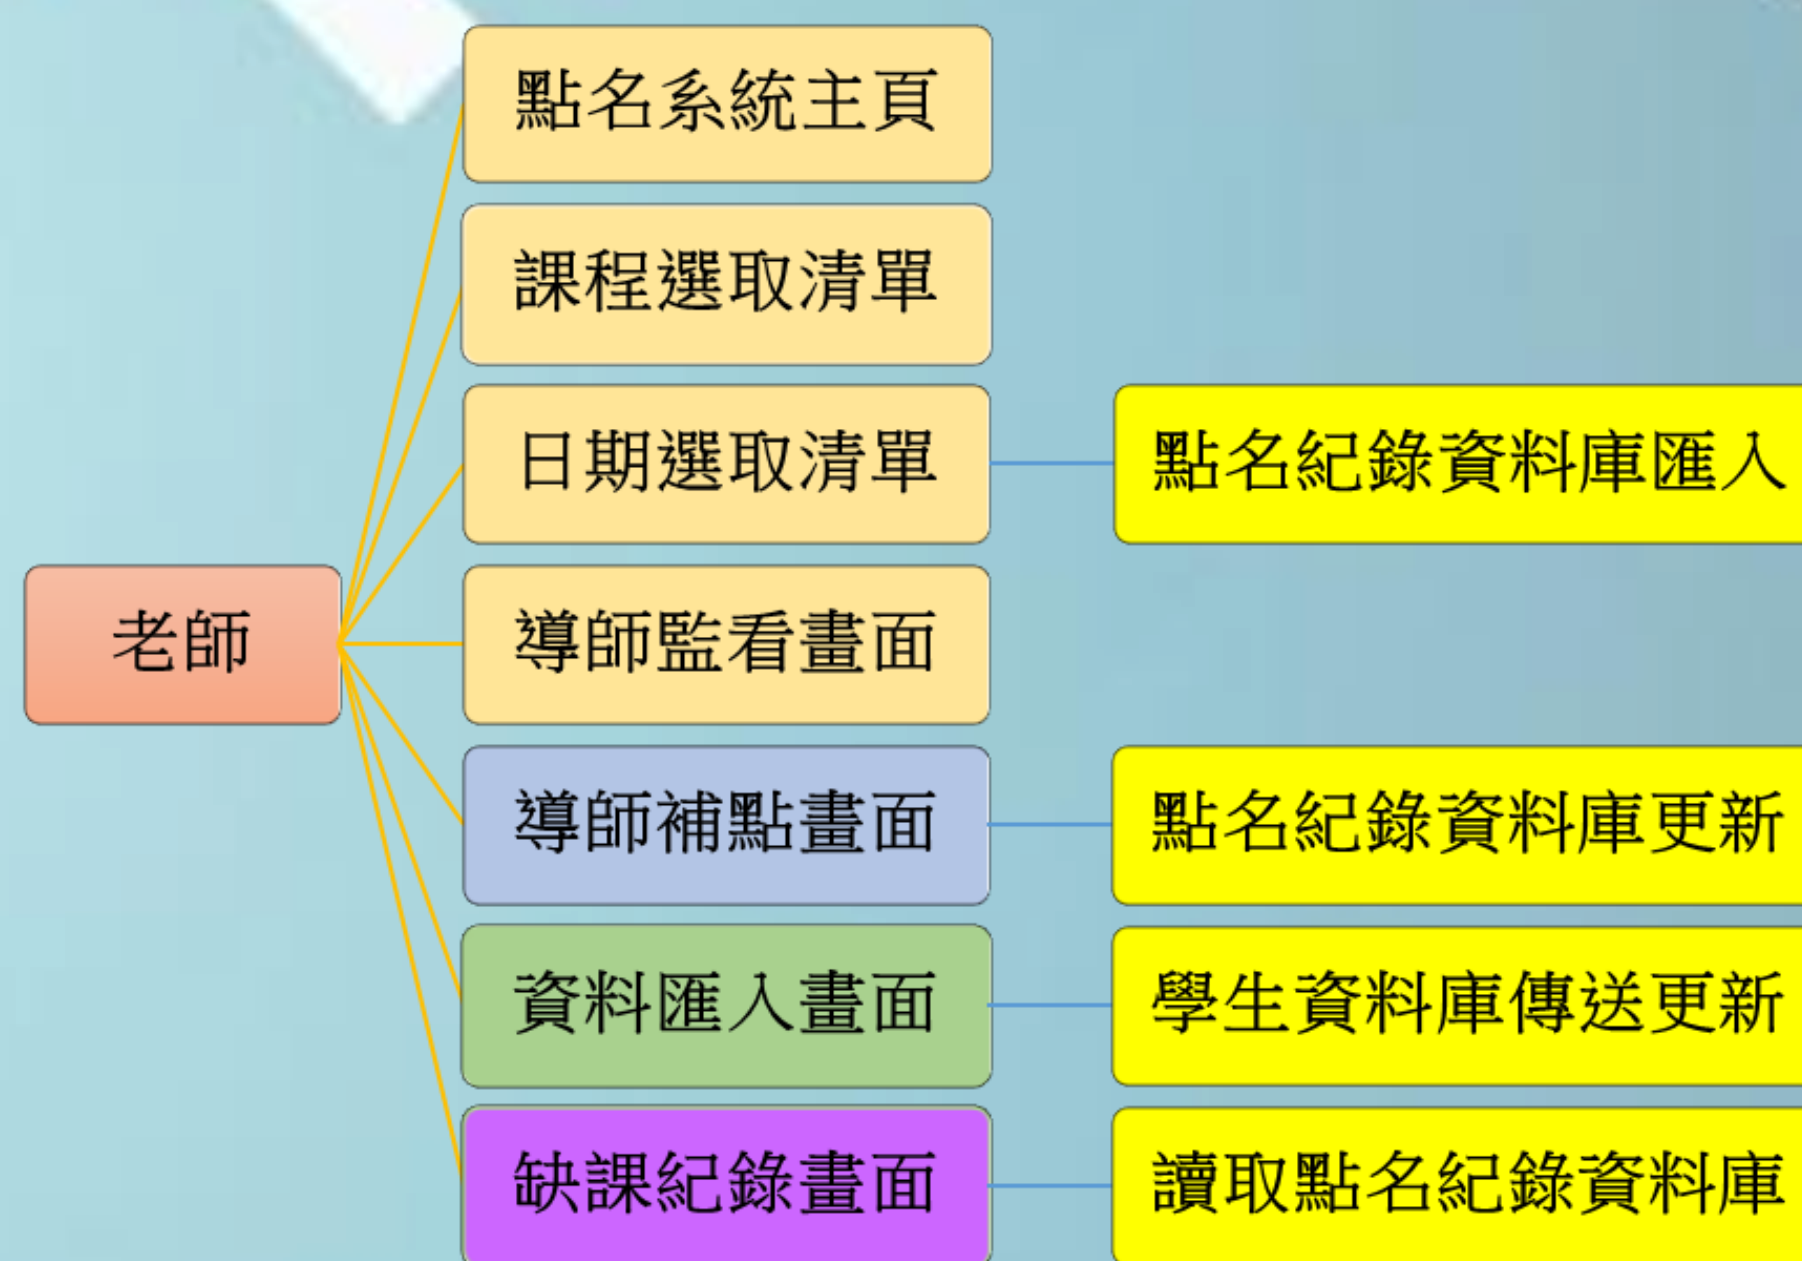 點名系統主頁
課程選取清單
日期選取清單
點名紀錄資料庫匯入
老師
導師監看畫面
導師補點畫面
點名紀錄資料庫更新
資料匯入畫面
學生資料庫傳送更新
缺課紀錄畫面
讀取點名紀錄資料庫